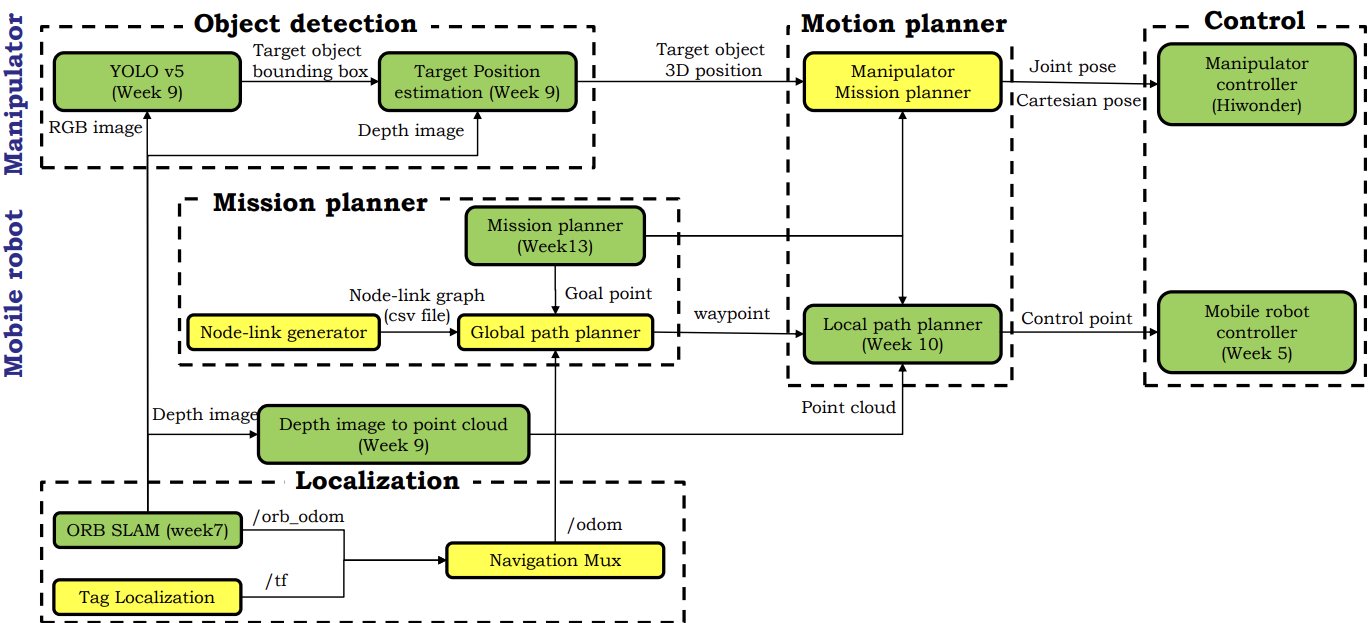 Manipulator
Mobile robot
Object detection
YOLO v5
(Week 9)
Target object
bounding box
Target Position
estimation (Week 9)
RGB image
Depth image
Target object
3D position
Motion planner
Manipulator
Mission planner
Joint pose
Cartesian pose
Control
Manipulator
controller
(Hiwonder)
Mission planner
Mission planner
(Week13)
Goal point
Node-link generator
Node-link graph
(csv file)
Global path planner
waypoint
Local path planner
(Week 10)
Control point
Mobile robot
controller
(Week 5)
Depth image
Depth image to point cloud
(Week 9)
Point cloud
Localization
ORB SLAM (week7)
/orb_odom
/tf
Tag Localization
Navigation Mux
/odom